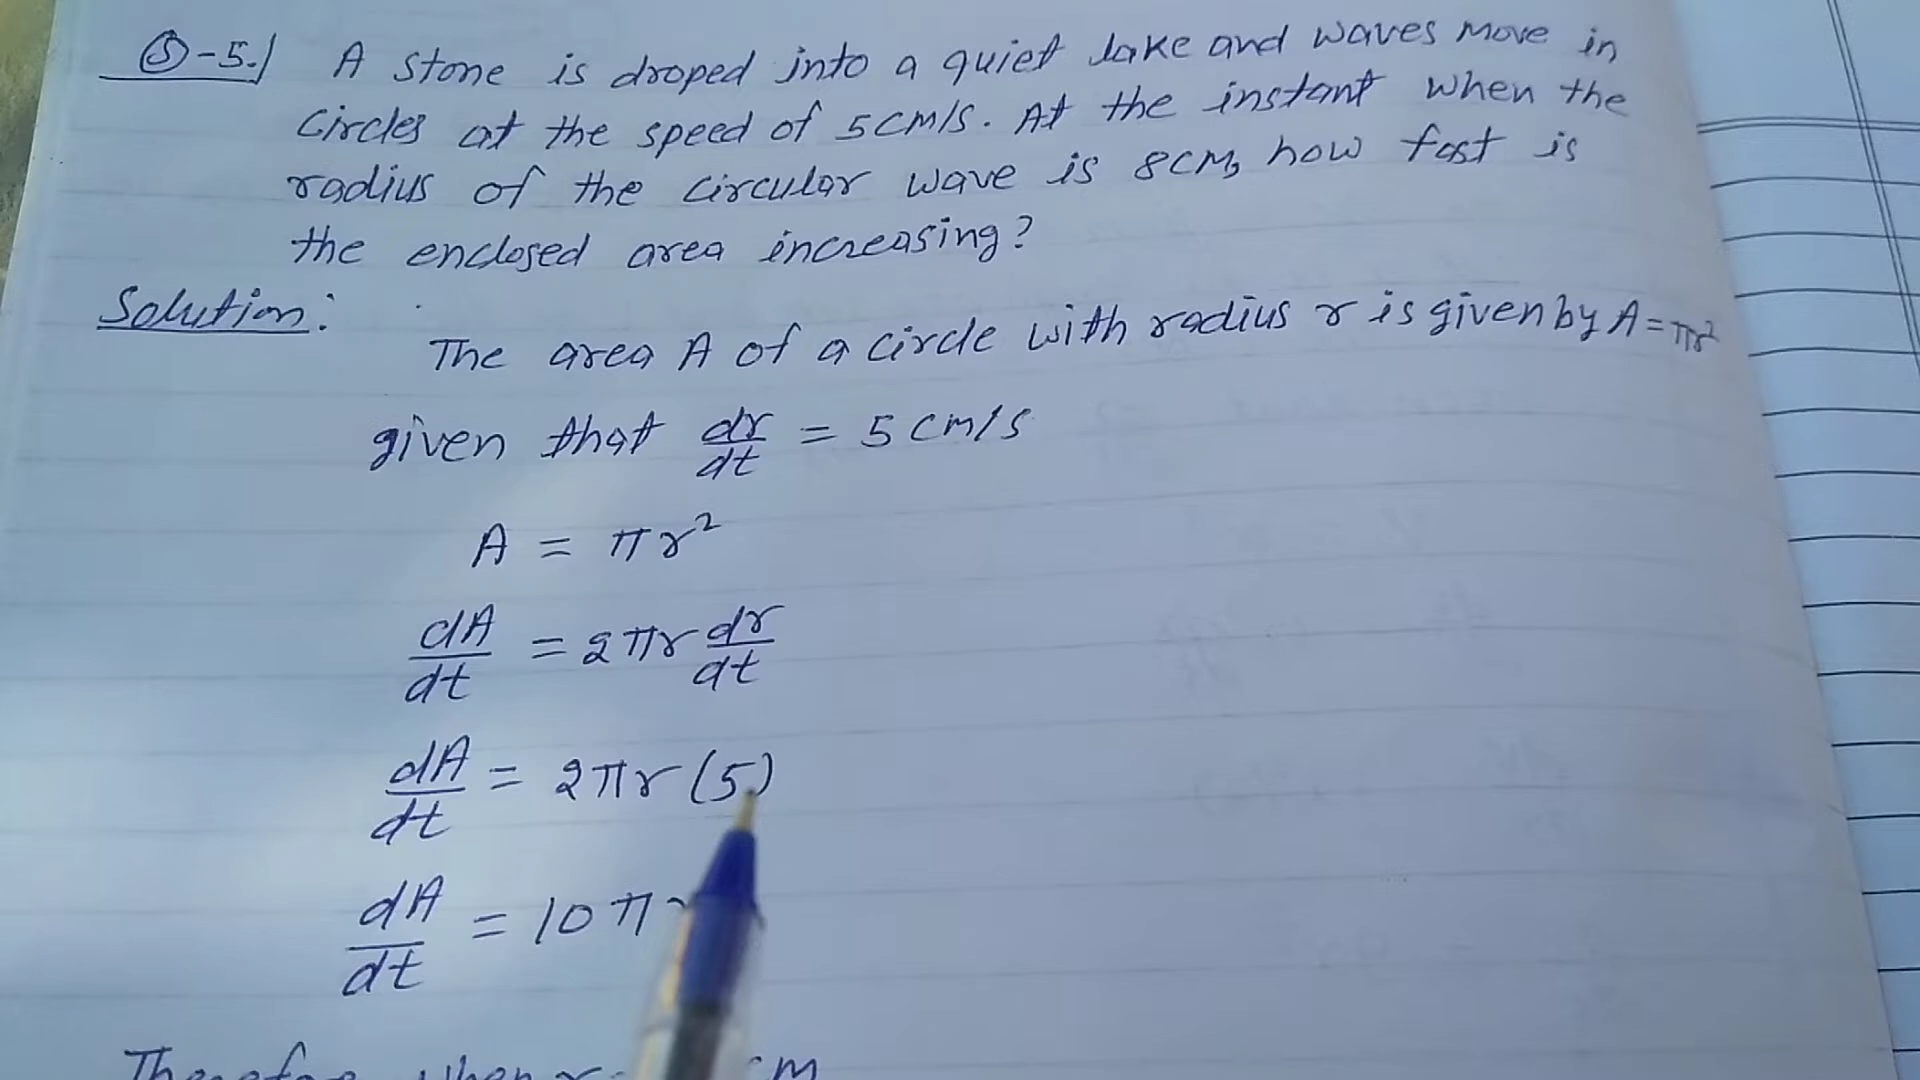 Ⓢ-5./ A stone is droped into a quiet lake and waves move in
circles at the speed of 5cm/s. At the instant when the
radius of the circular wave is 8cm, how fast is
the enclosed area increasing?
Solution:
The area A of a circle with radius r is given by A = πr²
given that dr/dt = 5 cm/s
A = πr²
dA/dt = 2πr dr/dt
dA/dt = 2πr (5)
dA/dt = 10π
Therefore when cm